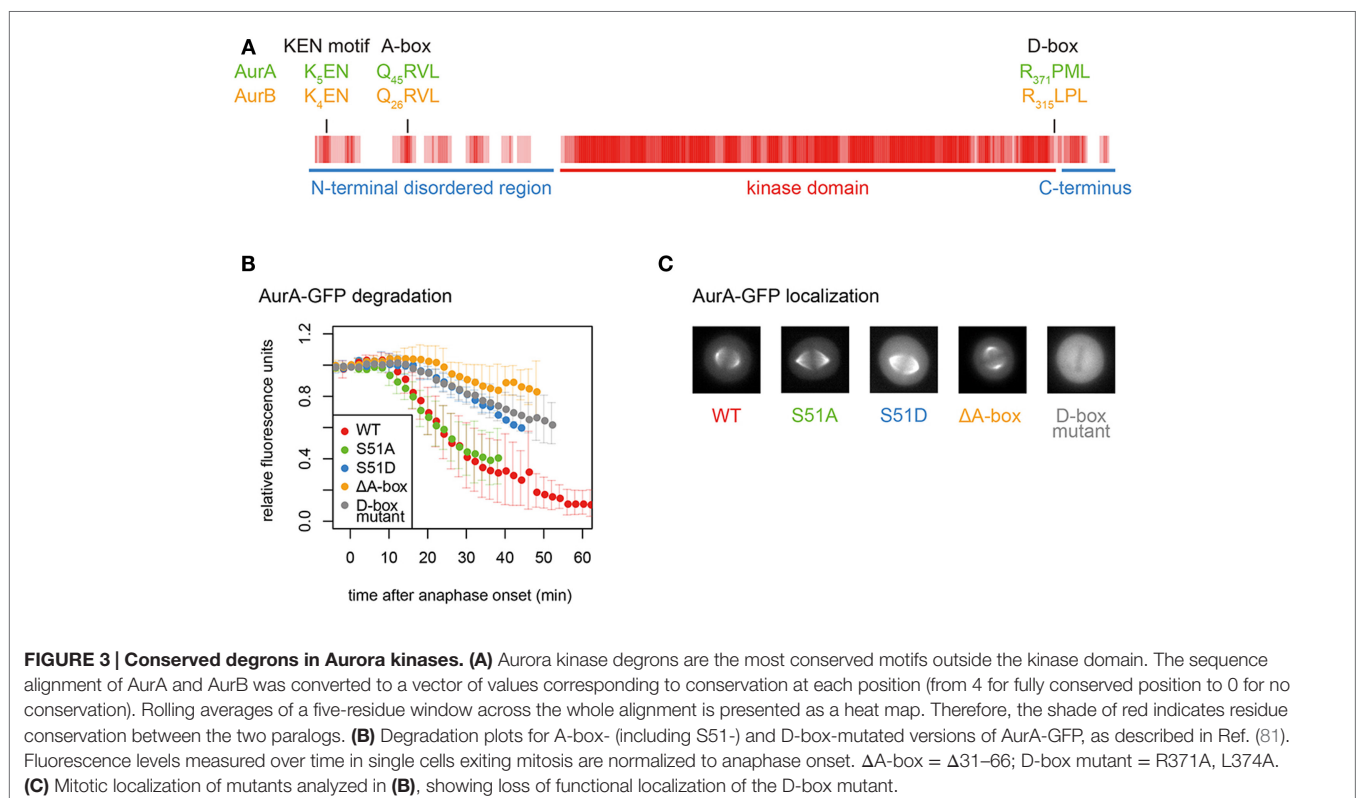 A KEN motif A-box D-box
AurA K₅EN Q₄₅RVL R₃₇₁PML
AurB K₄EN Q₂₆RVL R₃₁₅LPL
N-terminal disordered region kinase domain C-terminus
B
AurA-GFP degradation
relative fluorescence units
1.2
0.8
0.4
0.0
WT
S51A
S51D
ΔA-box
D-box
mutant
0 10 20 30 40 50 60
time after anaphase onset (min)
C
AurA-GFP localization
WT S51A S51D ΔA-box D-box
mutant
FIGURE 3 | Conserved degrons in Aurora kinases. (A) Aurora kinase degrons are the most conserved motifs outside the kinase domain. The sequence
alignment of AurA and AurB was converted to a vector of values corresponding to conservation at each position (from 4 for fully conserved position to 0 for no
conservation). Rolling averages of a five-residue window across the whole alignment is presented as a heat map. Therefore, the shade of red indicates residue
conservation between the two paralogs. (B) Degradation plots for A-box- (including S51-) and D-box-mutated versions of AurA-GFP, as described in Ref. (81).
Fluorescence levels measured over time in single cells exiting mitosis are normalized to anaphase onset. ΔA-box = Δ31–66; D-box mutant = R371A, L374A.
(C) Mitotic localization of mutants analyzed in (B), showing loss of functional localization of the D-box mutant.